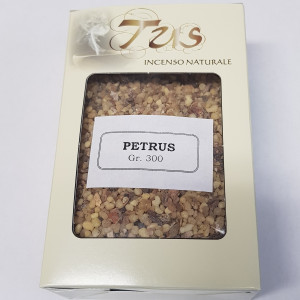 Tus
INCENSO NATURALE
PETRUS
Gr. 300